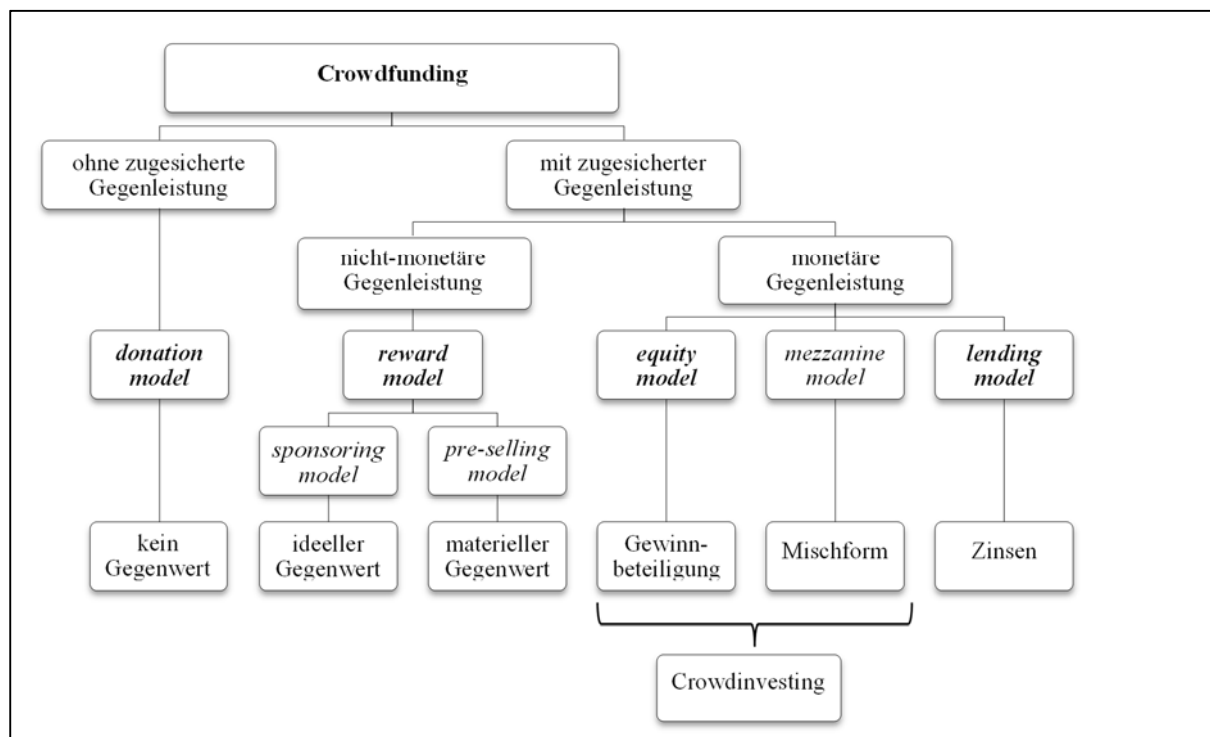 Crowdfunding
ohne zugesicherte
Gegenleistung
mit zugesicherter
Gegenleistung
nicht-monetäre
Gegenleistung
monetäre
Gegenleistung
donation
model
reward
model
equity
model
mezzanine
model
lending
model
sponsoring
model
pre-selling
model
kein
Gegenwert
ideeller
Gegenwert
materieller
Gegenwert
Gewinn-
beteiligung
Mischform
Zinsen
Crowdinvesting